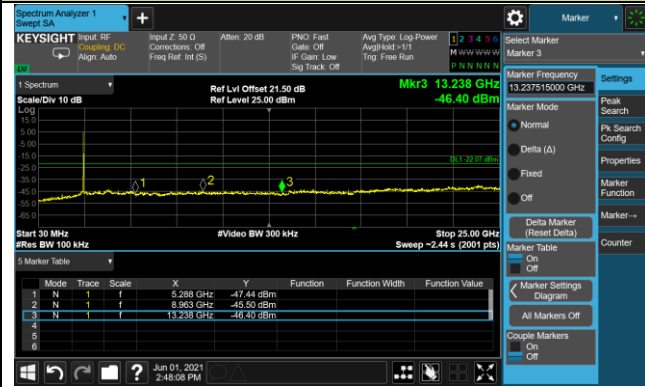 Spectrum Analyzer 1
Swept SA
Marker
KEYSIGHT
Input: RF
Coupling: DC
Align: Auto
Input Z: 50 Ω
Corrections: Off
Freq Ref: Int (S)
Atten: 20 dB
PNO: Fast
Gate: Off
IF Gain: Low
Sig Track: Off
Avg Type: Log-Power
Avg|Hold:>1/1
Trig: Free Run
1 2 3 4 5 6
M W W W W W
P N N N N N
Select Marker
Marker 3
1 Spectrum
Scale/Div 10 dB
Log
Ref Lvl Offset 21.50 dB
Ref Level 25.00 dBm
Mkr3 13.238 GHz
-46.40 dBm
15.0
5.00
-5.00
-15.0
-25.0
-35.0
-45.0
-55.0
-65.0
DL1 -22.07 dBm
1
2
3
Start 30 MHz
#Res BW 100 kHz
#Video BW 300 kHz
Stop 25.00 GHz
Sweep ~2.44 s (2001 pts)
5 Marker Table
Mode Trace Scale X Y Function Function Width Function Value
1 N 1 f 5.288 GHz -47.44 dBm
2 N 1 f 8.963 GHz -45.50 dBm
3 N 1 f 13.238 GHz -46.40 dBm
4
5
6
Marker Frequency
13.237515000 GHz
Marker Mode
Normal
Delta (Δ)
Fixed
Off
Delta Marker
(Reset Delta)
Marker Table
On
Off
Marker Settings
Diagram
All Markers Off
Couple Markers
On
Off
Settings
Peak
Search
Pk Search
Config
Properties
Marker
Function
Marker→
Counter
Jun 01, 2021
2:48:08 PM